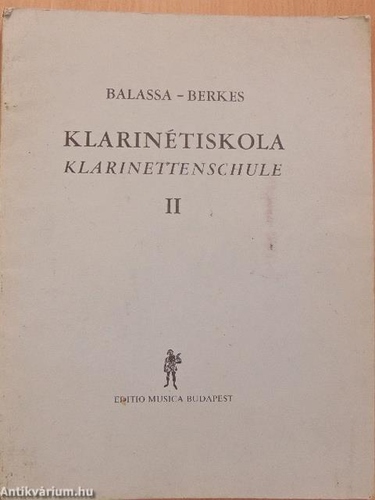 BALASSA – BERKES
KLARINÉTISKOLA
KLARINETTENSCHULE
II
EDITIO MUSICA BUDAPEST
Antikvárium.hu